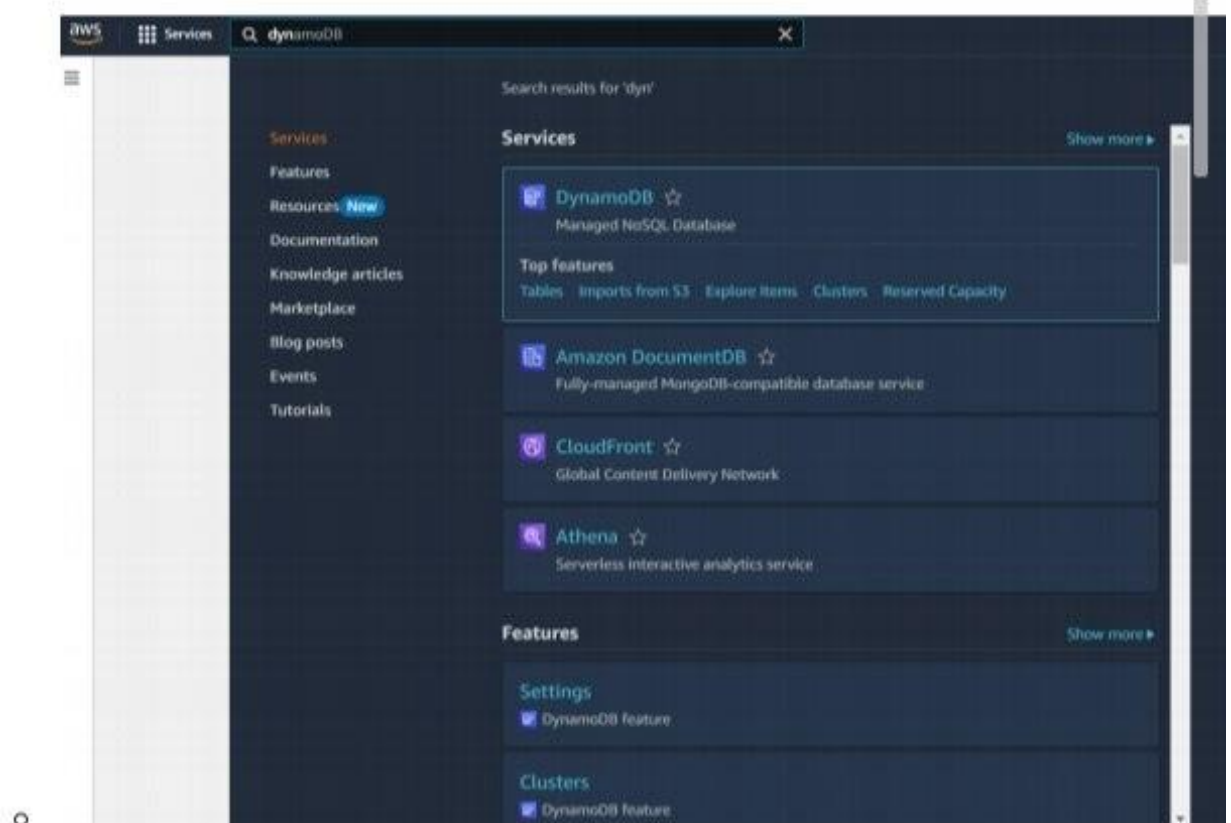 aws Services dynamoDB
Search results for 'dyn'
Services
Features
Resources New
Documentation
Knowledge articles
Marketplace
Blog posts
Events
Tutorials
Services Show more
DynamoDB
Managed NoSQL Database
Top features
Tables Imports from S3 Explore Items Clusters Reserved Capacity
Amazon DocumentDB
Fully-managed MongoDB-compatible database service
CloudFront
Global Content Delivery Network
Athena
Serverless interactive analytics service
Features Show more
Settings
DynamoDB feature
Clusters
DynamoDB feature